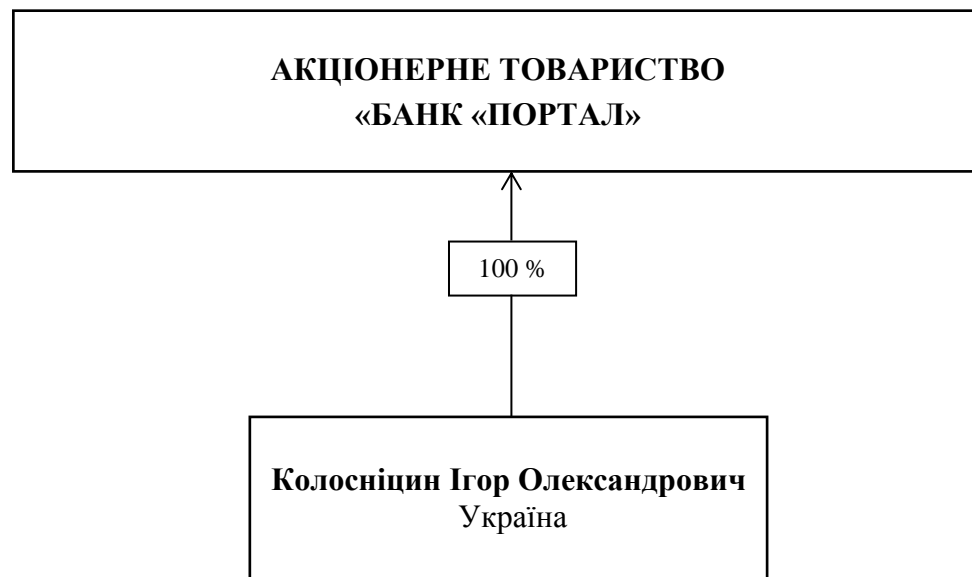 АКЦІОНЕРНЕ ТОВАРИСТВО
«БАНК «ПОРТАЛ»
100 %
Колосніцин Ігор Олександрович
Україна